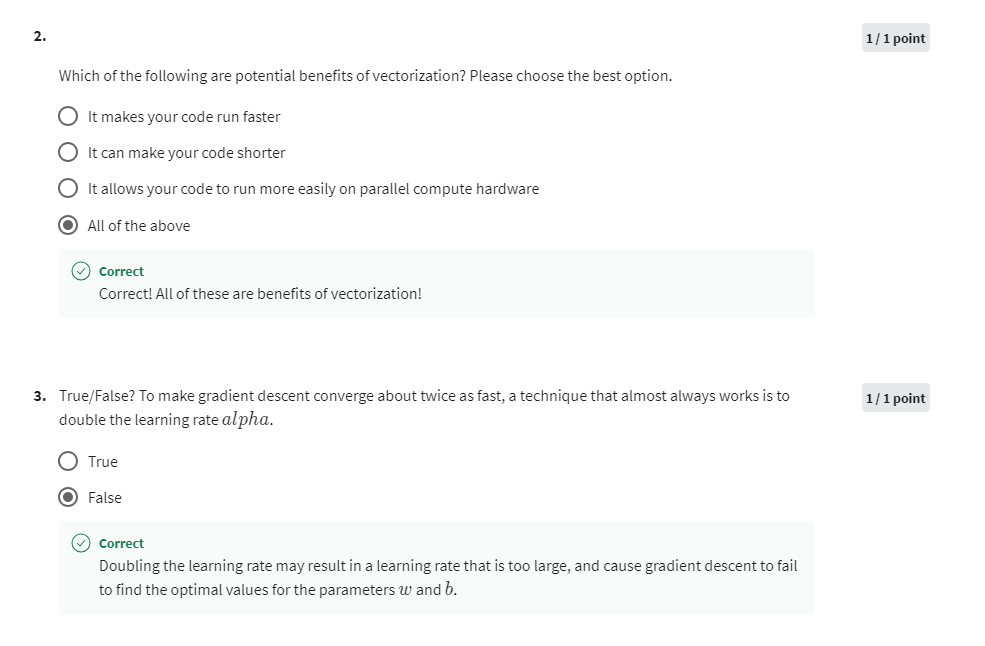 2.
1 / 1 point
Which of the following are potential benefits of vectorization? Please choose the best option.
It makes your code run faster
It can make your code shorter
It allows your code to run more easily on parallel compute hardware
All of the above
Correct
Correct! All of these are benefits of vectorization!
3. True/False? To make gradient descent converge about twice as fast, a technique that almost always works is to
1 / 1 point
double the learning rate alpha.
True
False
Correct
Doubling the learning rate may result in a learning rate that is too large, and cause gradient descent to fail
to find the optimal values for the parameters w and b.